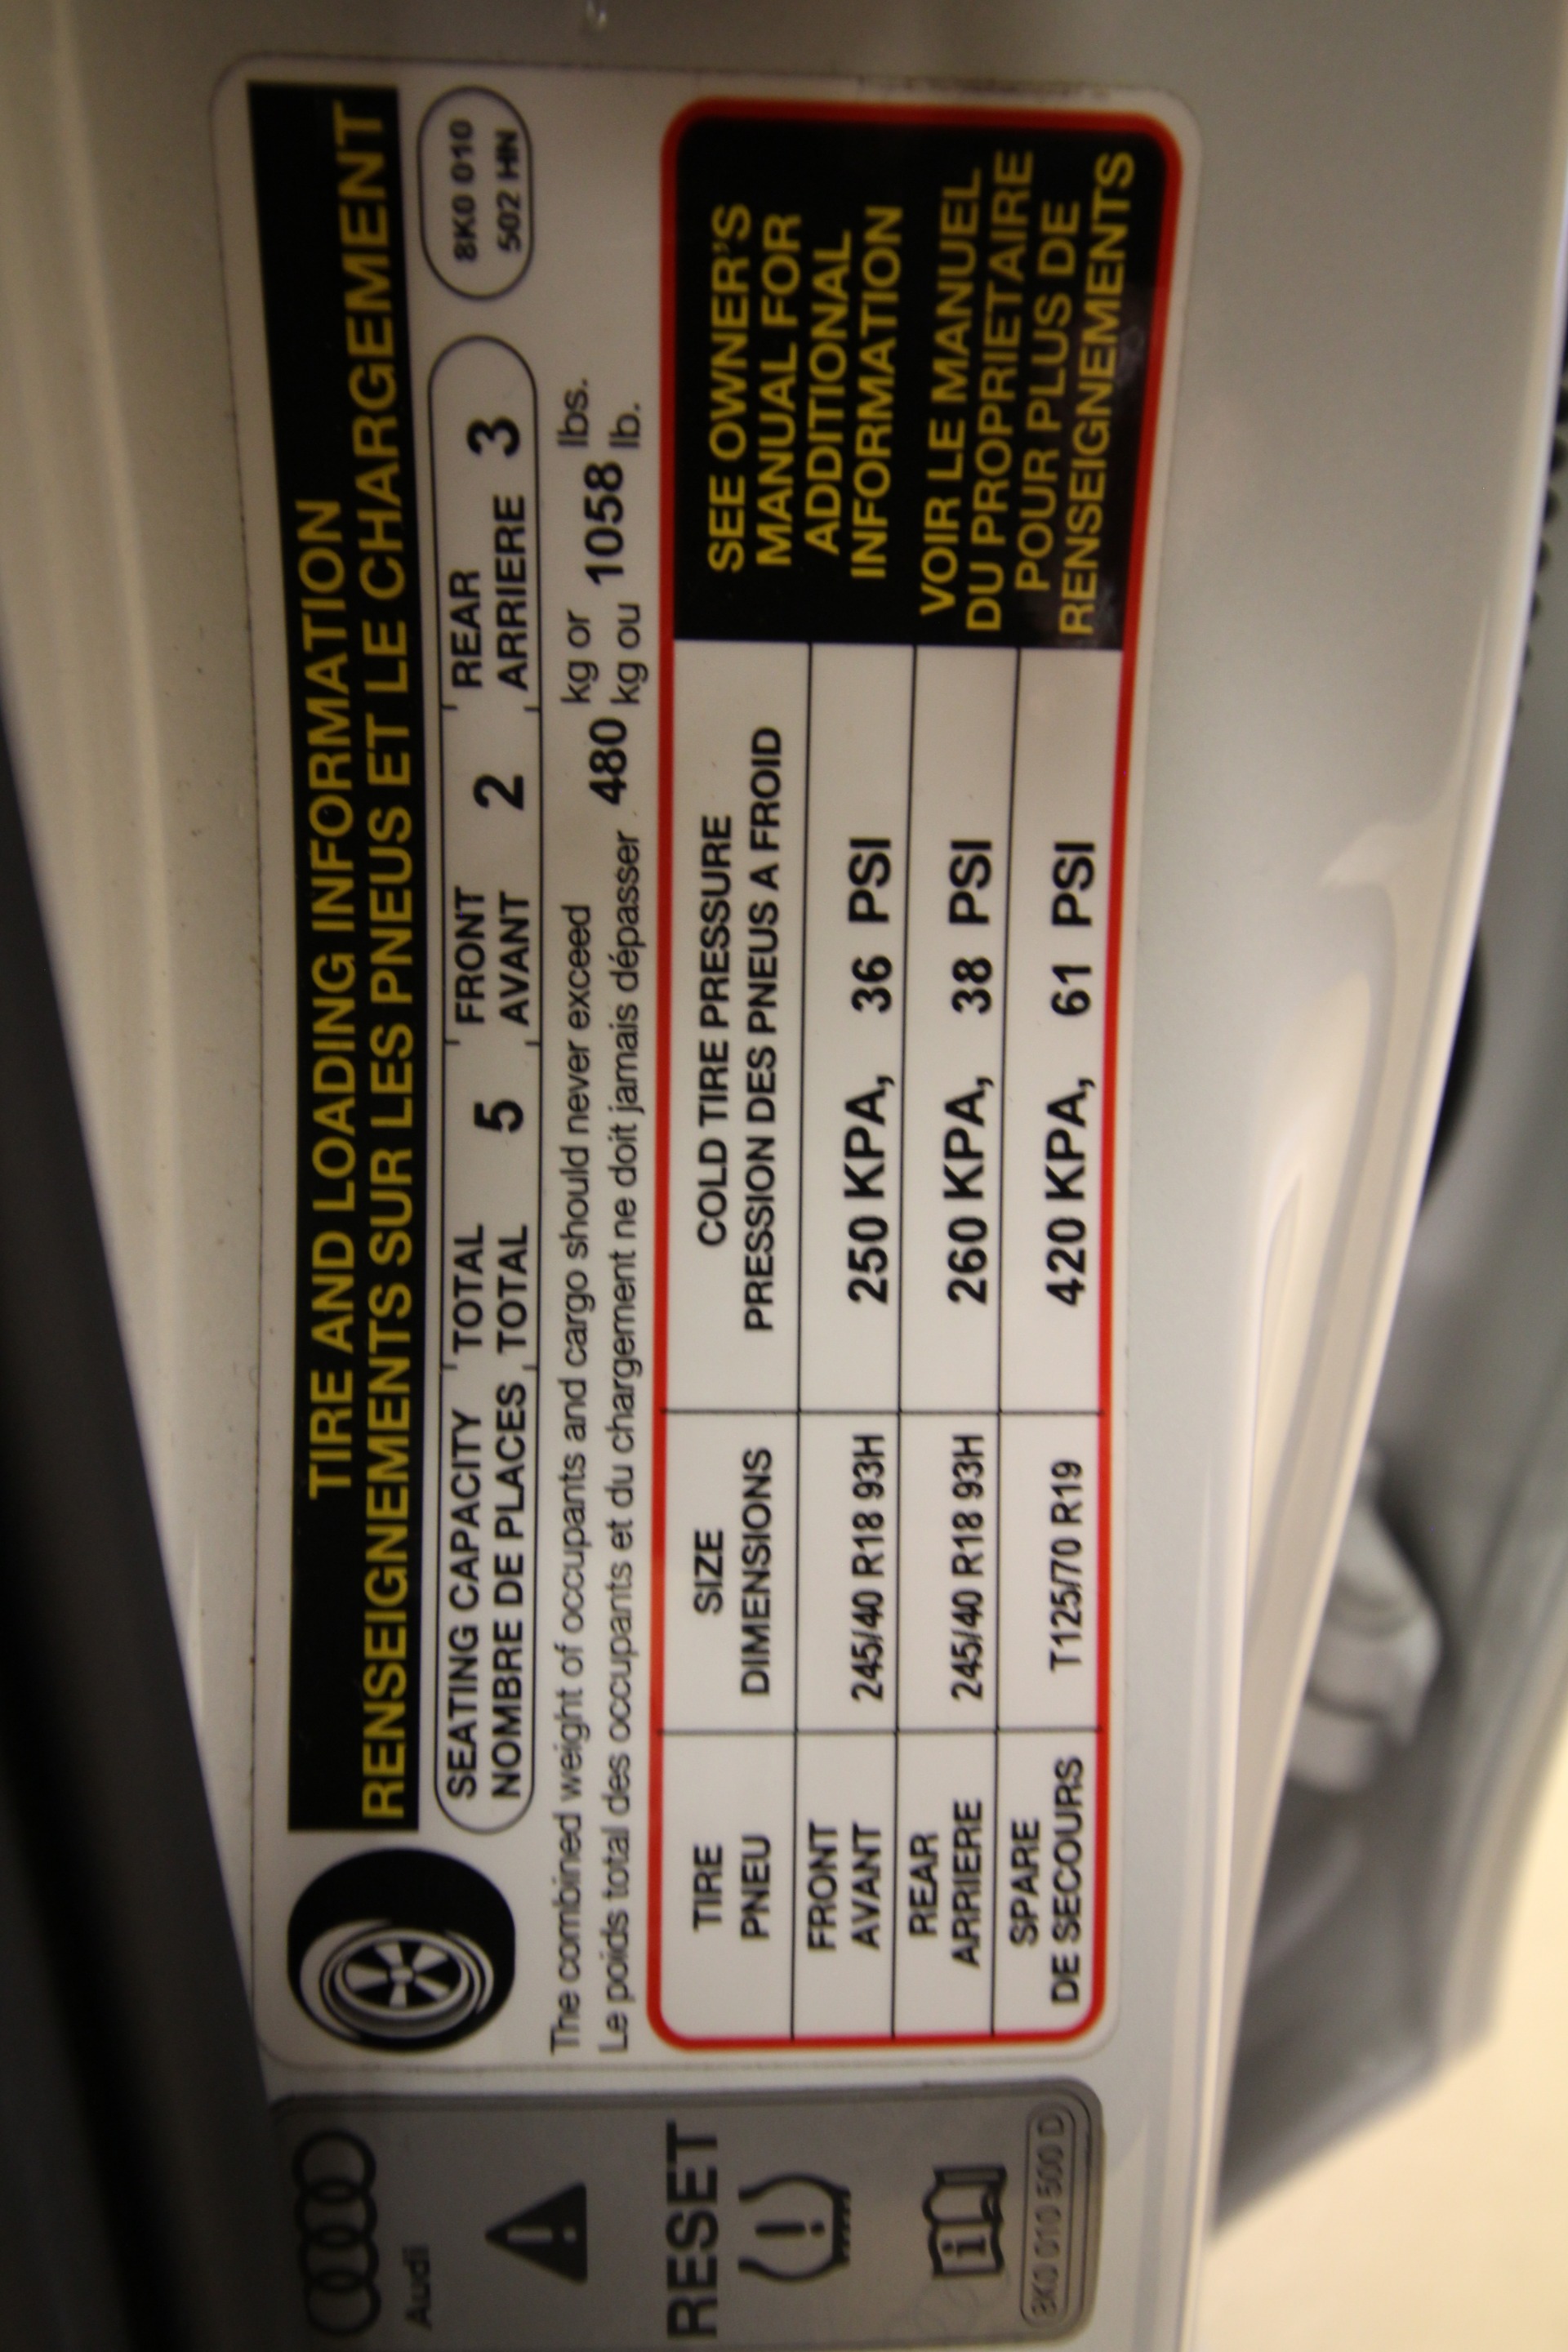 TIRE AND LOADING INFORMATION
RENSEIGNEMENTS SUR LES PNEUS ET LE CHARGEMENT
SEATING CAPACITY TOTAL 5 FRONT 2 REAR 3
NOMBRE DE PLACES TOTAL AVANT ARRIERE
8K0 010
502 HN
The combined weight of occupants and cargo should never exceed 480 kg or 1058 lbs.
Le poids total des occupants et du chargement ne doit jamais dépasser kg ou lb.
TIRE SIZE COLD TIRE PRESSURE
PNEU DIMENSIONS PRESSION DES PNEUS A FROID
FRONT
AVANT 245/40 R18 93H 250 KPA, 36 PSI
REAR
ARRIERE 245/40 R18 93H 260 KPA, 38 PSI
SPARE
DE SECOURS T125/70 R19 420 KPA, 61 PSI
SEE OWNER'S
MANUAL FOR
ADDITIONAL
INFORMATION
VOIR LE MANUEL
DU PROPRIETAIRE
POUR PLUS DE
RENSEIGNEMENTS
Audi
RESET
8K0 010 500 D